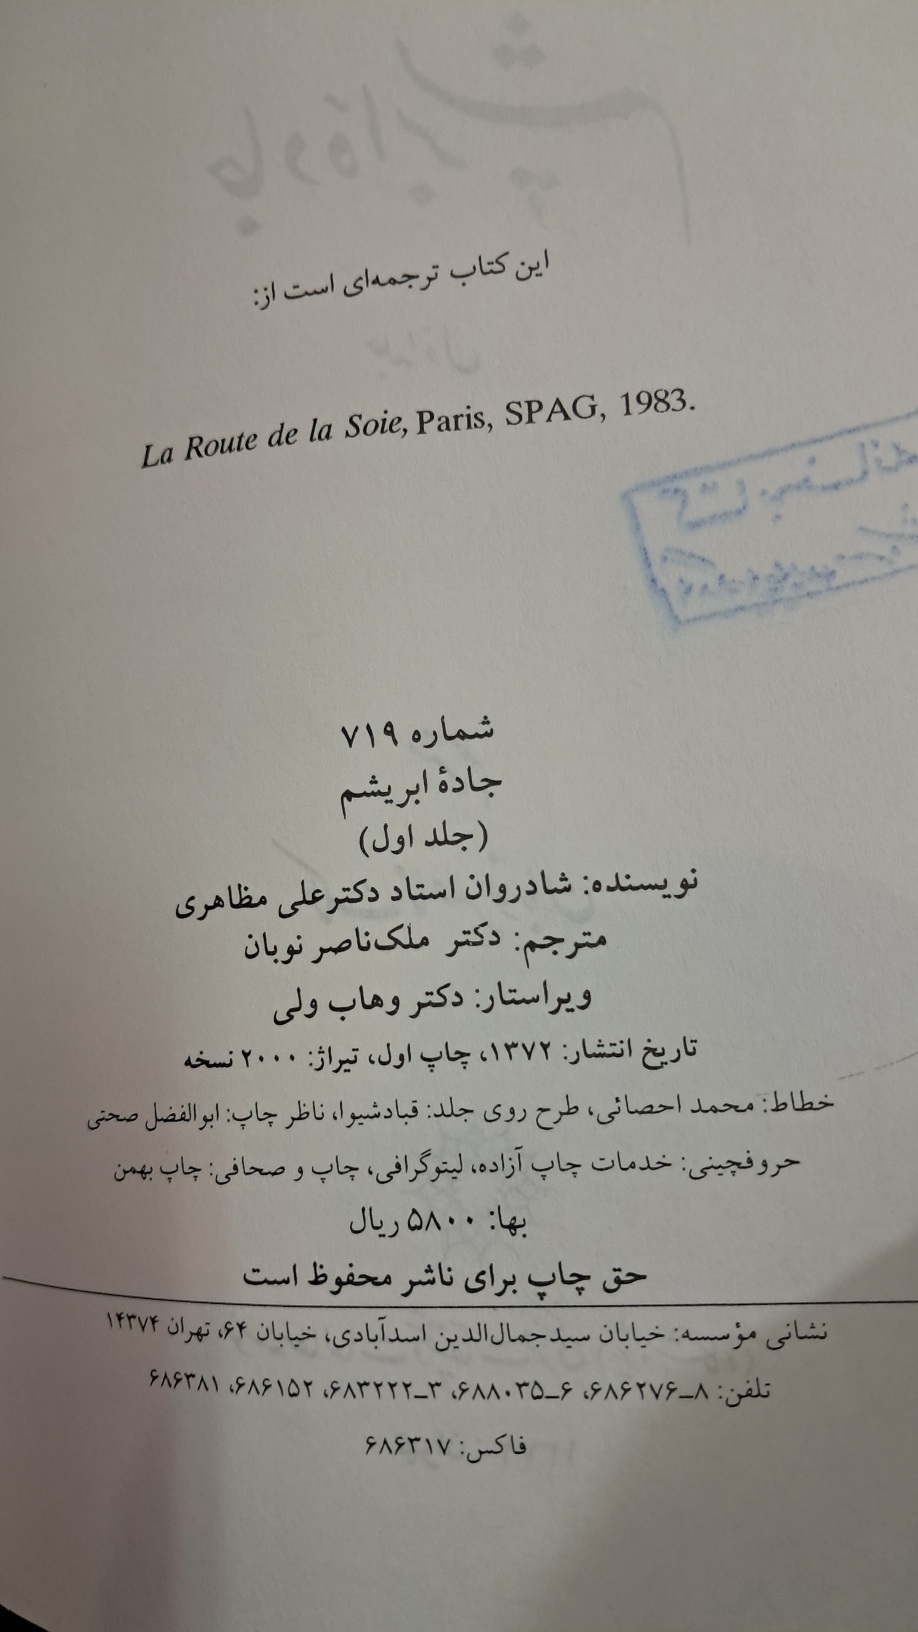 این کتاب ترجمه‌ای است از:
La Route de la Soie, Paris, SPAG, 1983.
شماره ۷۱۹
جادۀ ابریشم
(جلد اول)
نویسنده: شادروان استاد دکترعلی مظاهری
مترجم: دکتر ملک‌ناصر نوبان
ویراستار: دکتر وهاب ولی
تاریخ انتشار: ۱۳۷۲، چاپ اول، تیراژ: ۲۰۰۰ نسخه
خطاط: محمد احصائی، طرح روی جلد: قبادشیوا، ناظر چاپ: ابوالفضل صحتی
حروفچینی: خدمات چاپ آزاده، لیتوگرافی، چاپ و صحافی: چاپ بهمن
بها: ۵۸۰۰ ریال
حق چاپ برای ناشر محفوظ است
نشانی مؤسسه: خیابان سیدجمال‌الدین اسدآبادی، خیابان ۶۴، تهران ۱۴۳۷۴
تلفن: ۸ـ۶۸۶۲۷۶، ۶ـ۶۸۸۰۳۵، ۳ـ۶۸۳۲۲۲، ۶۸۶۱۵۲، ۶۸۶۳۸۱
فاکس: ۶۸۶۳۱۷